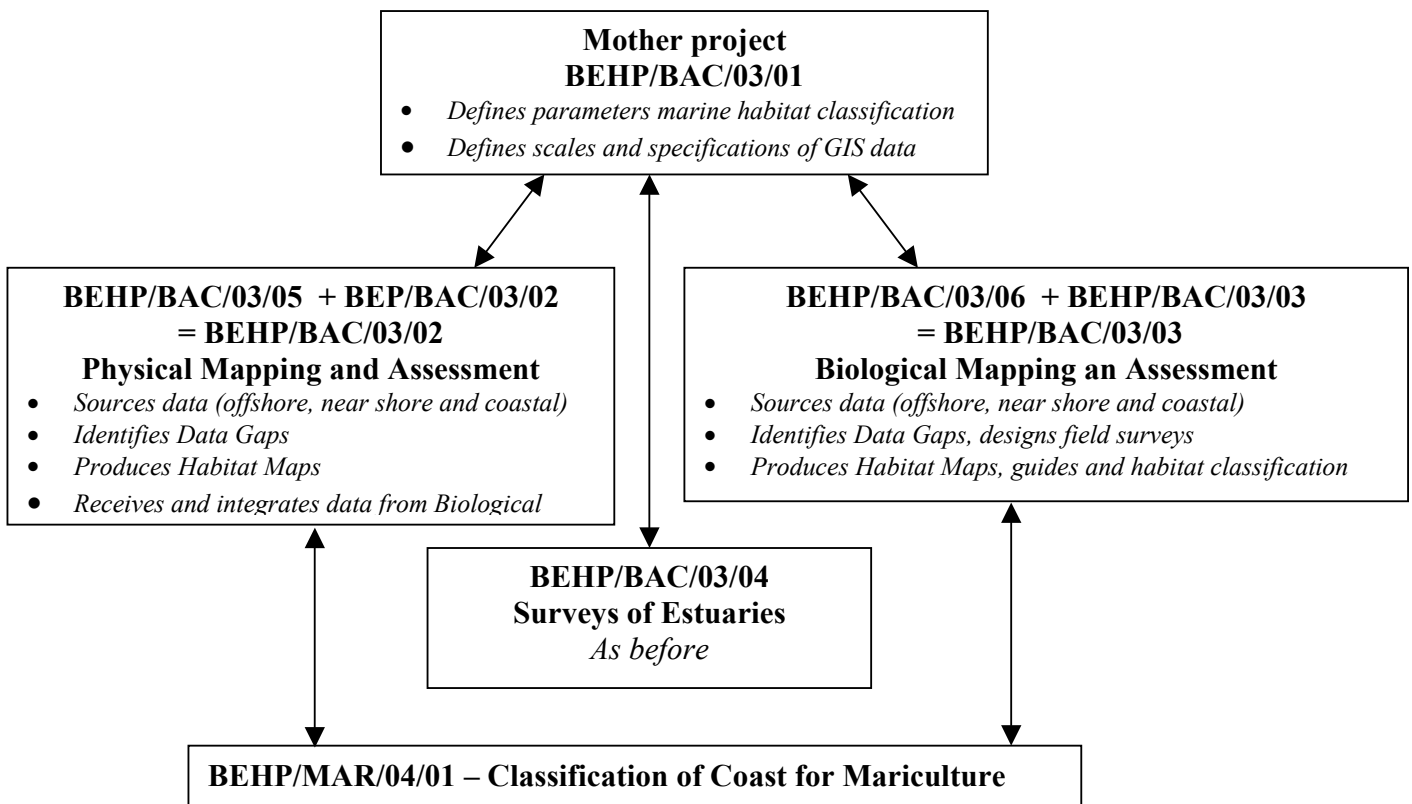 Mother project
BEHP/BAC/03/01
• Defines parameters marine habitat classification
• Defines scales and specifications of GIS data
BEHP/BAC/03/05 + BEP/BAC/03/02
= BEHP/BAC/03/02
Physical Mapping and Assessment
• Sources data (offshore, near shore and coastal)
• Identifies Data Gaps
• Produces Habitat Maps
• Receives and integrates data from Biological
BEHP/BAC/03/06 + BEHP/BAC/03/03
= BEHP/BAC/03/03
Biological Mapping an Assessment
• Sources data (offshore, near shore and coastal)
• Identifies Data Gaps, designs field surveys
• Produces Habitat Maps, guides and habitat classification
BEHP/BAC/03/04
Surveys of Estuaries
As before
BEHP/MAR/04/01 – Classification of Coast for Mariculture